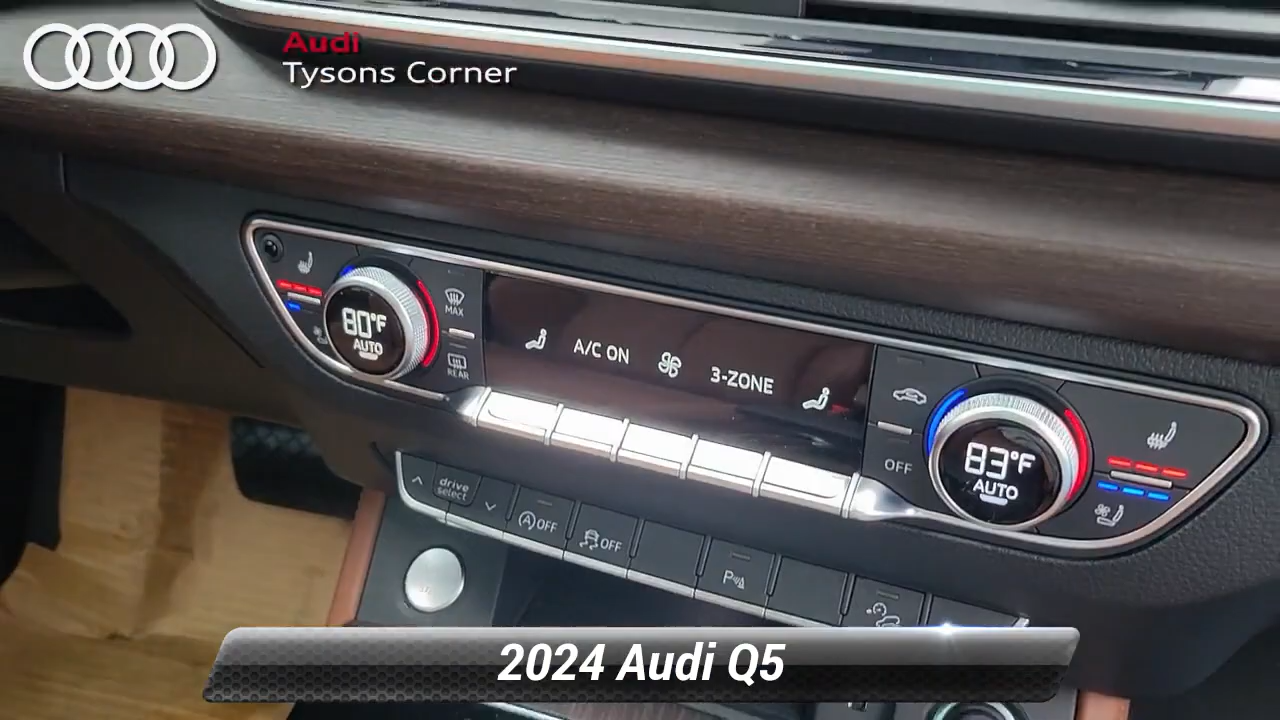 Audi
Tysons Corner
80°F
AUTO
MAX
REAR
A/C ON
3-ZONE
OFF
83°F
AUTO
drive
select
A OFF
OFF
P
2024 Audi Q5